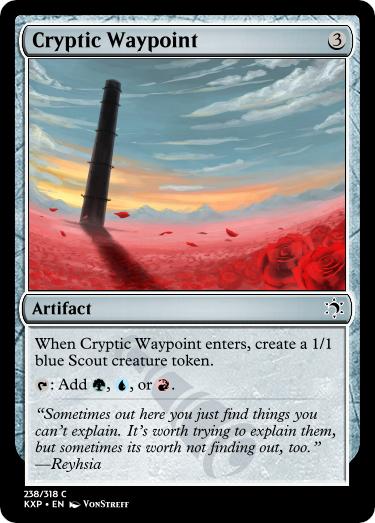 Cryptic Waypoint 3
Artifact
When Cryptic Waypoint enters, create a 1/1
blue Scout creature token.
: Add , , or .
“Sometimes out here you just find things you
can't explain. It's worth trying to explain them,
but sometimes its worth not finding out, too.”
—Reyhsia
238/318 C
KXP • EN VonStreff